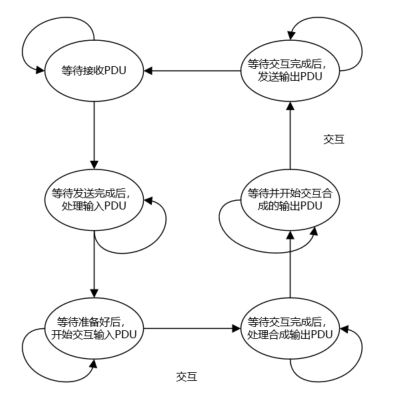 等待接收PDU
等待交互完成后，
发送输出PDU
交互
等待发送完成后，
处理输入PDU
等待并开始交互合
成的输出PDU
等待准备好后，
开始交互输入PDU
等待交互完成后，
处理合成输出PDU
交互